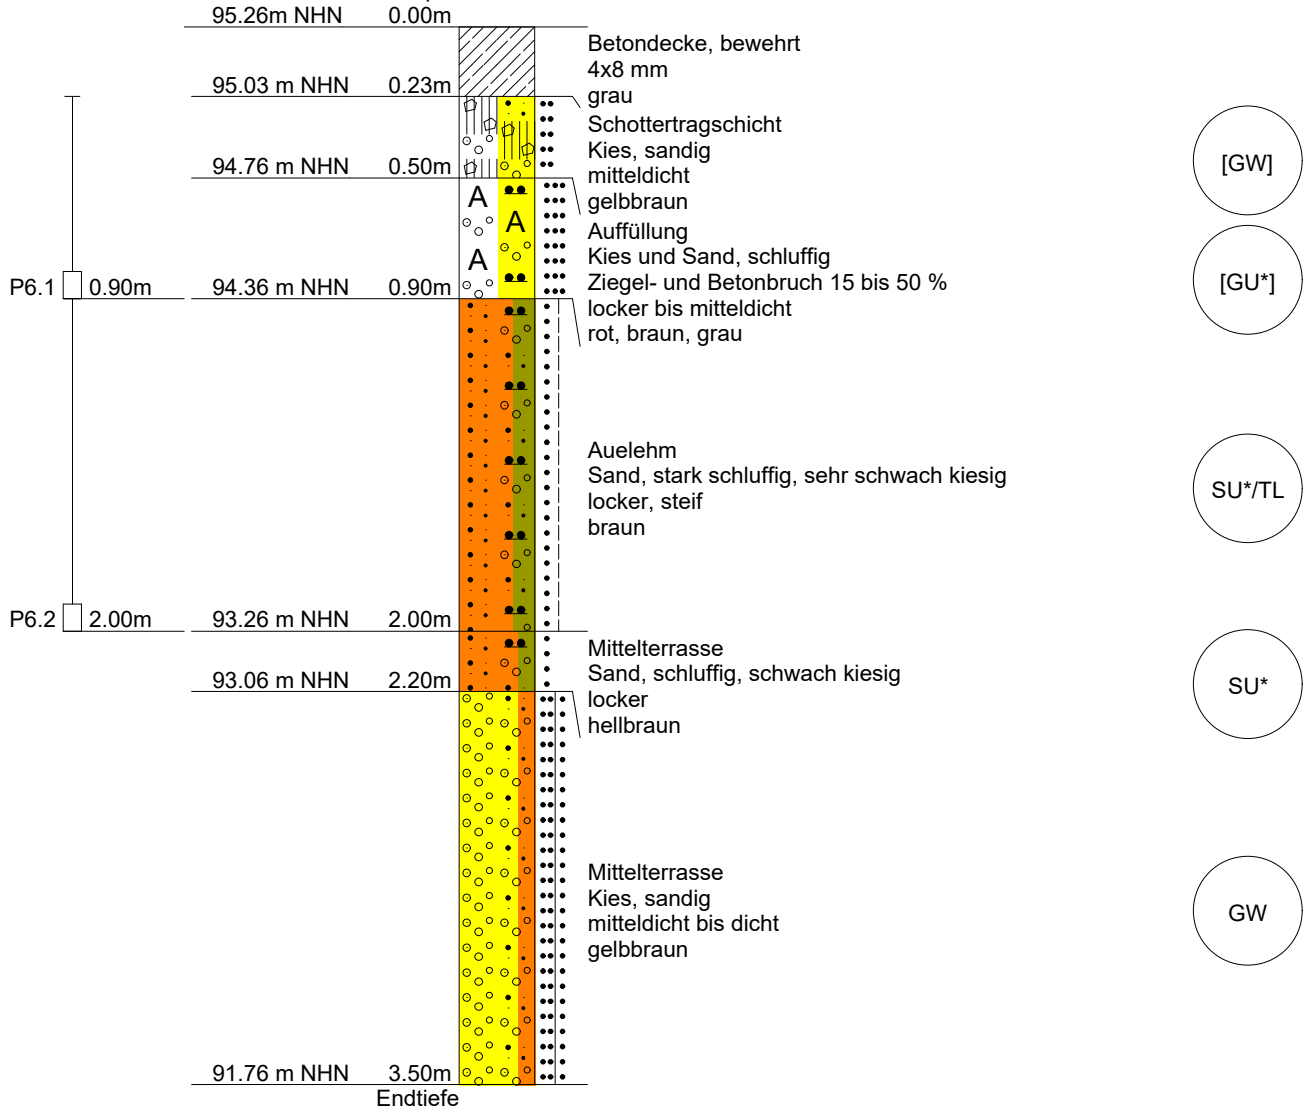 95.26m NHN 0.00m
Betondecke, bewehrt
4x8 mm
grau
95.03 m NHN 0.23m
Schottertragschicht
Kies, sandig
mitteldicht
gelbbraun
[GW]
94.76 m NHN 0.50m
A
A
A
Auffüllung
Kies und Sand, schluffig
Ziegel- und Betonbruch 15 bis 50 %
locker bis mitteldicht
rot, braun, grau
[GU*]
P6.1 0.90m 94.36 m NHN 0.90m
Auelehm
Sand, stark schluffig, sehr schwach kiesig
locker, steif
braun
SU*/TL
P6.2 2.00m 93.26 m NHN 2.00m
Mittelterrasse
Sand, schluffig, schwach kiesig
locker
hellbraun
SU*
93.06 m NHN 2.20m
Mittelterrasse
Kies, sandig
mitteldicht bis dicht
gelbbraun
GW
91.76 m NHN 3.50m
Endtiefe